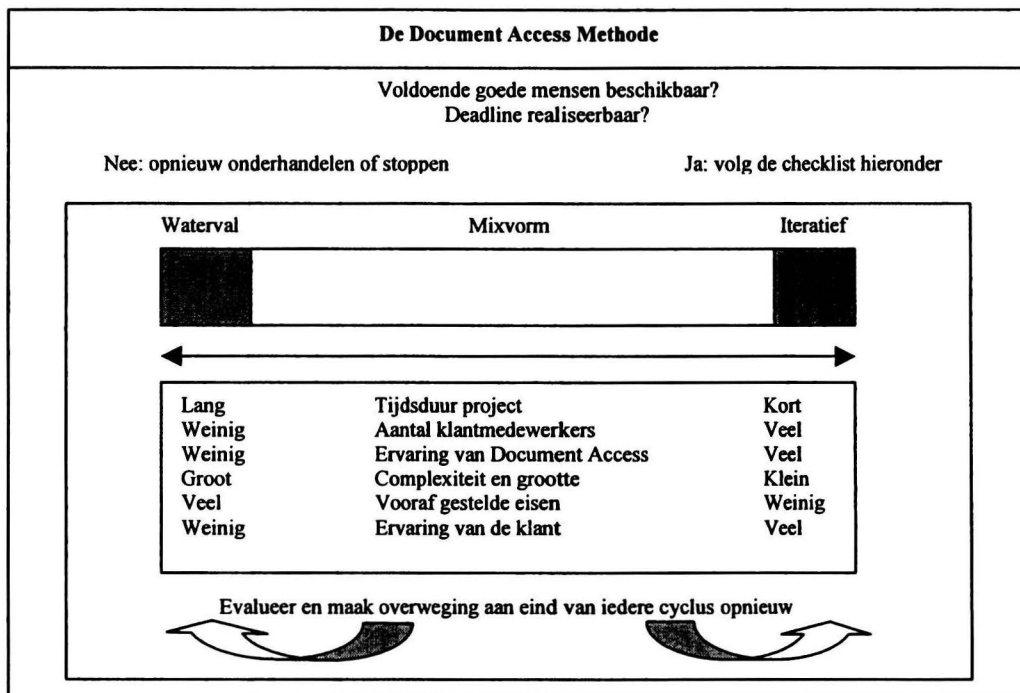 De Document Access Methode
Voldoende goede mensen beschikbaar?
Deadline realiseerbaar?
Nee: opnieuw onderhandelen of stoppen Ja: volg de checklist hieronder
Waterval Mixvorm Iteratief
Lang Tijdsduur project Kort
Weinig Aantal klantmedewerkers Veel
Weinig Ervaring van Document Access Veel
Groot Complexiteit en grootte Klein
Veel Vooraf gestelde eisen Weinig
Weinig Ervaring van de klant Veel
Evalueer en maak overweging aan eind van iedere cyclus opnieuw